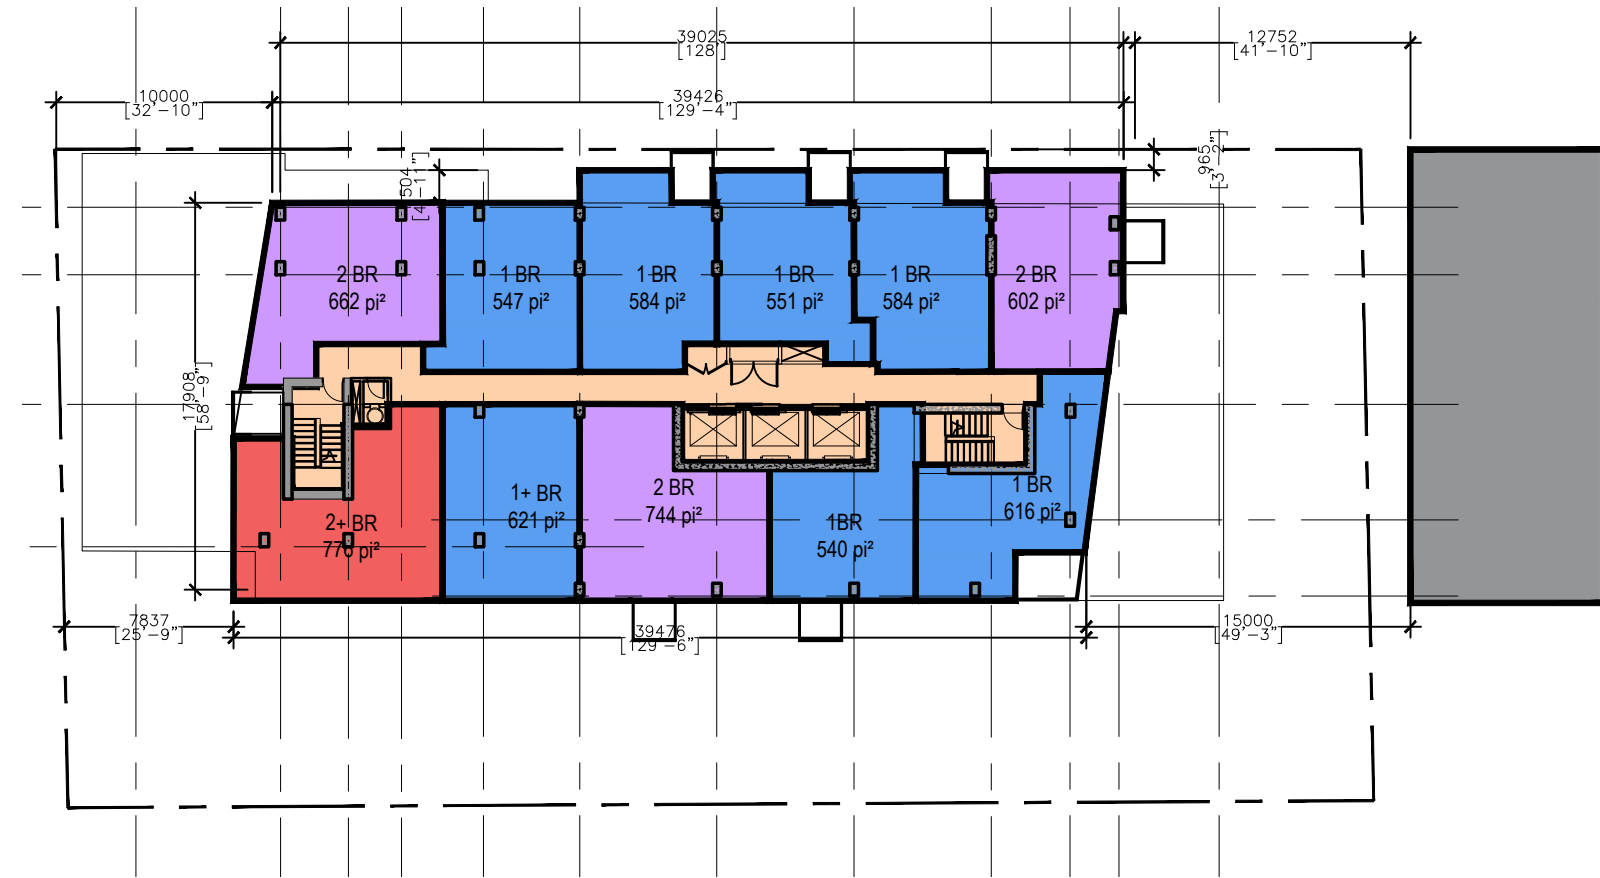 39025
[128']
12752
[41'-10"]
10000
[32'-10"]
39426
[129'-4"]
965
[3'-2"]
504
[4'-11"]
2 BR
662 pi²
1 BR
547 pi²
1 BR
584 pi²
1 BR
551 pi²
1 BR
584 pi²
2 BR
602 pi²
17908
[58'-9"]
2+ BR
776 pi²
1+ BR
621 pi²
2 BR
744 pi²
1BR
540 pi²
1 BR
616 pi²
7837
[25'-9"]
39476
[129'-6"]
15000
[49'-3"]